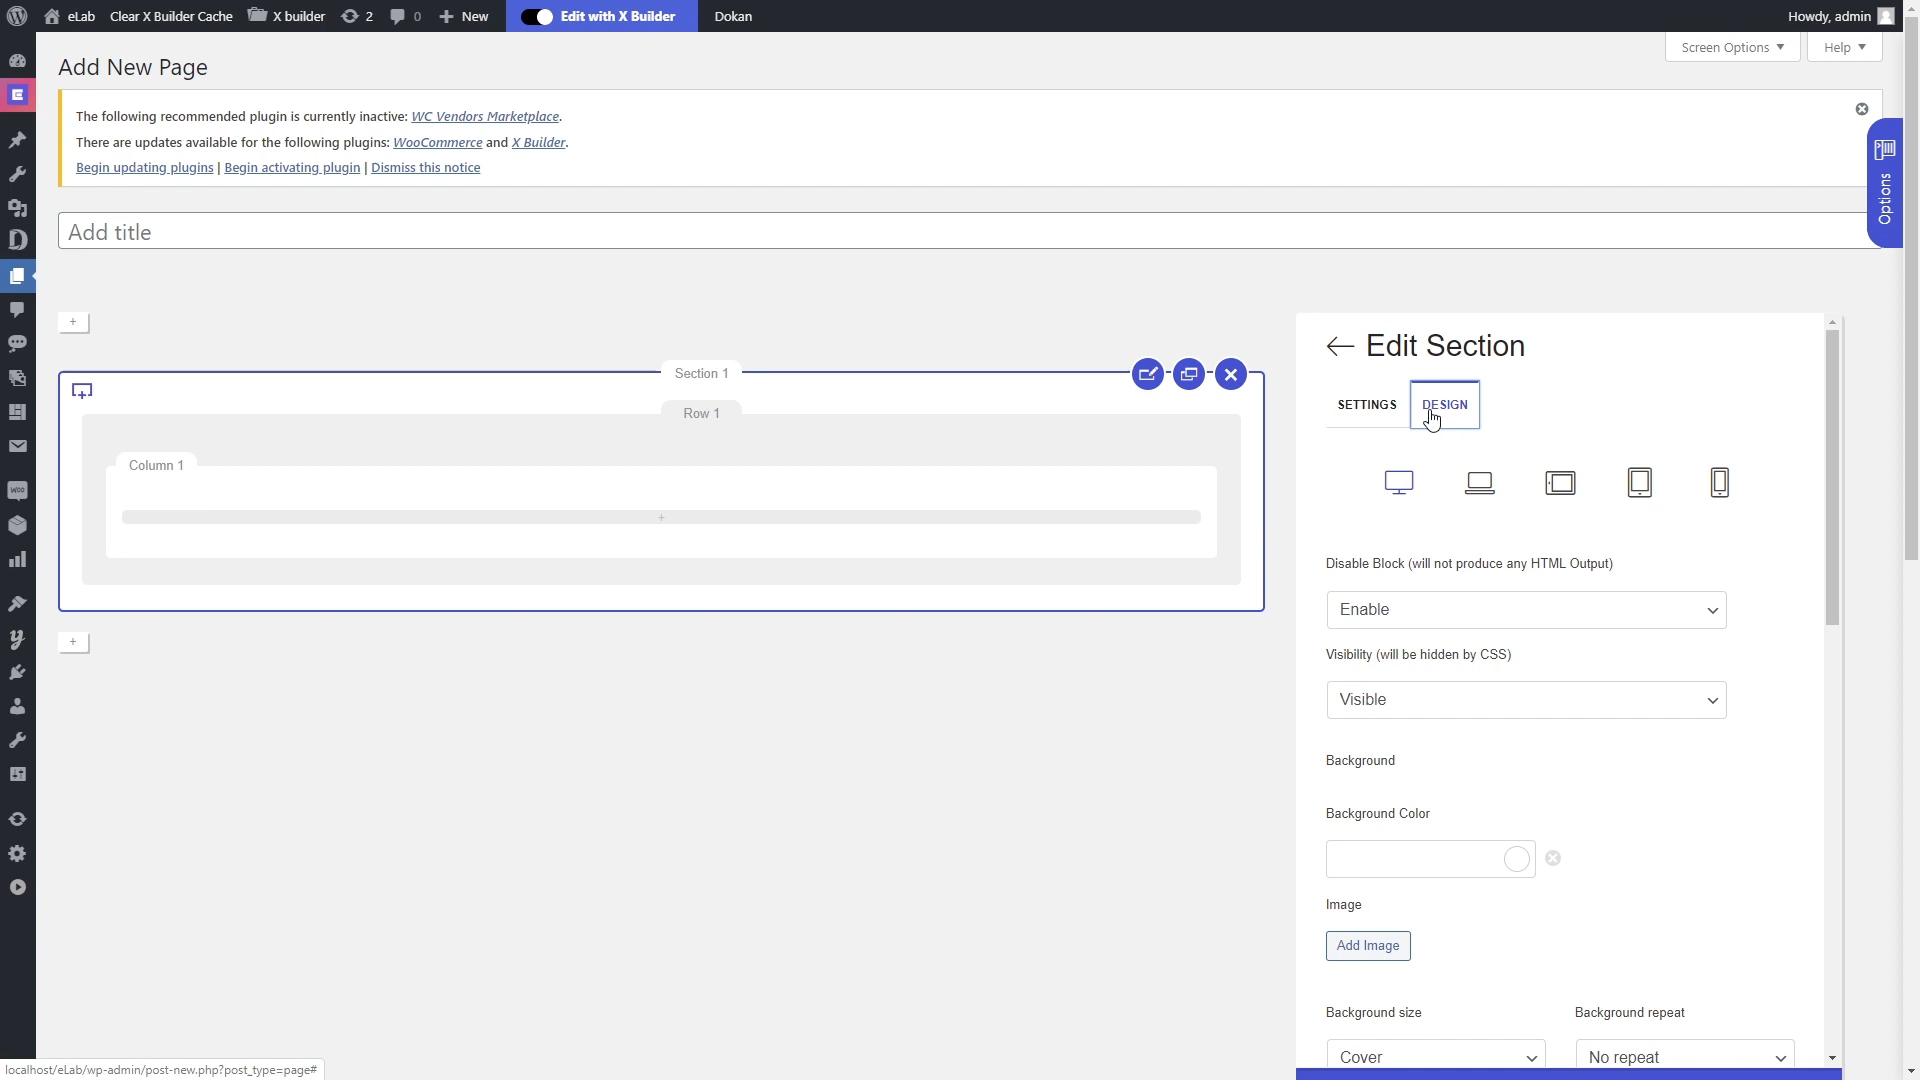 eLab Clear X Builder Cache X builder 2 0 New Edit with X Builder Dokan Howdy, admin
Screen Options Help
Add New Page
The following recommended plugin is currently inactive: WC Vendors Marketplace.
There are updates available for the following plugins: WooCommerce and X Builder.
Begin updating plugins | Begin activating plugin | Dismiss this notice
Options
Add title
+
Edit Section
Section 1
SETTINGS DESIGN
Row 1
Column 1
+
Disable Block (will not produce any HTML Output)
Enable
+
Visibility (will be hidden by CSS)
Visible
Background
Background Color
Image
Add Image
Background size Background repeat
Cover No repeat
localhost/eLab/wp-admin/post-new.php?post_type=page#